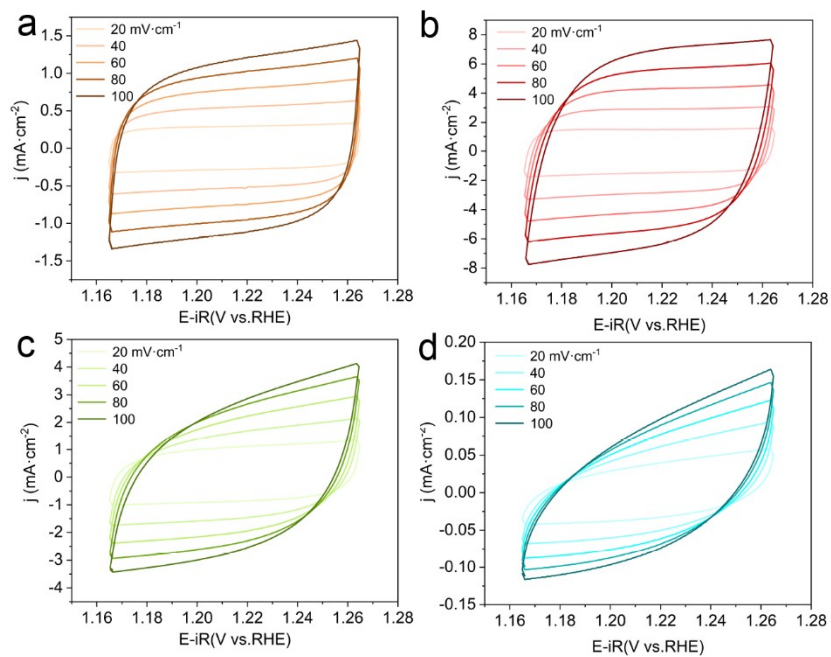 a
20 mV·cm⁻¹
40
60
80
100
1.5
1.0
0.5
0.0
-0.5
-1.0
-1.5
j (mA·cm⁻²)
1.16 1.18 1.20 1.22 1.24 1.26 1.28
E-iR(V vs.RHE)
b
20 mV·cm⁻¹
40
60
80
100
8
6
4
2
0
-2
-4
-6
-8
j (mA·cm⁻²)
1.16 1.18 1.20 1.22 1.24 1.26 1.28
E-iR(V vs.RHE)
c
20 mV·cm⁻¹
40
60
80
100
5
4
3
2
1
0
-1
-2
-3
-4
j (mA·cm⁻²)
1.16 1.18 1.20 1.22 1.24 1.26 1.28
E-iR(V vs.RHE)
d
20 mV·cm⁻¹
40
60
80
100
0.20
0.15
0.10
0.05
0.00
-0.05
-0.10
-0.15
j (mA·cm⁻²)
1.16 1.18 1.20 1.22 1.24 1.26 1.28
E-iR(V vs.RHE)